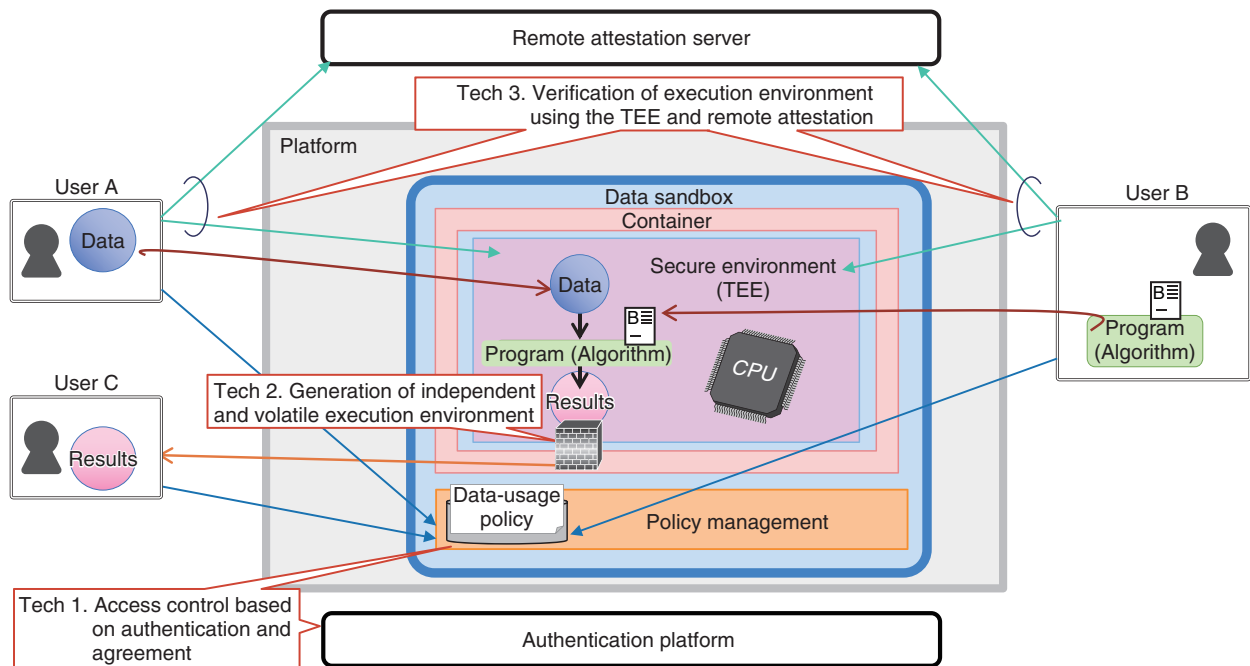 Remote attestation server
Tech 3. Verification of execution environment
using the TEE and remote attestation
Platform
User A
Data
Data sandbox
Container
User B
Secure environment
(TEE)
Data
B
Program (Algorithm)
CPU
B
Program
(Algorithm)
User C
Results
Tech 2. Generation of independent
and volatile execution environment
Results
Data-usage
policy
Policy management
Tech 1. Access control based
on authentication and
agreement
Authentication platform